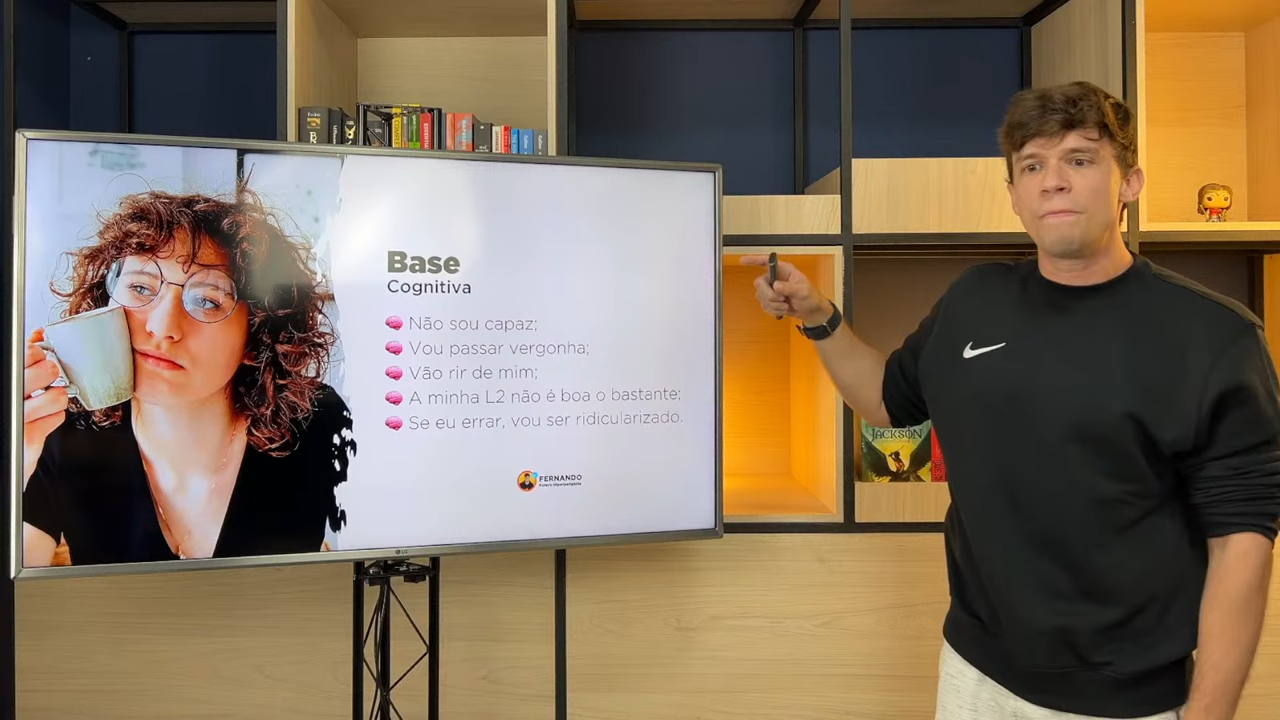 Base
Cognitiva
Não sou capaz;
Vou passar vergonha;
Vão rir de mim;
A minha L2 não é boa o bastante;
Se eu errar, vou ser ridicularizado.
FERNANDO
LG
JACKSON